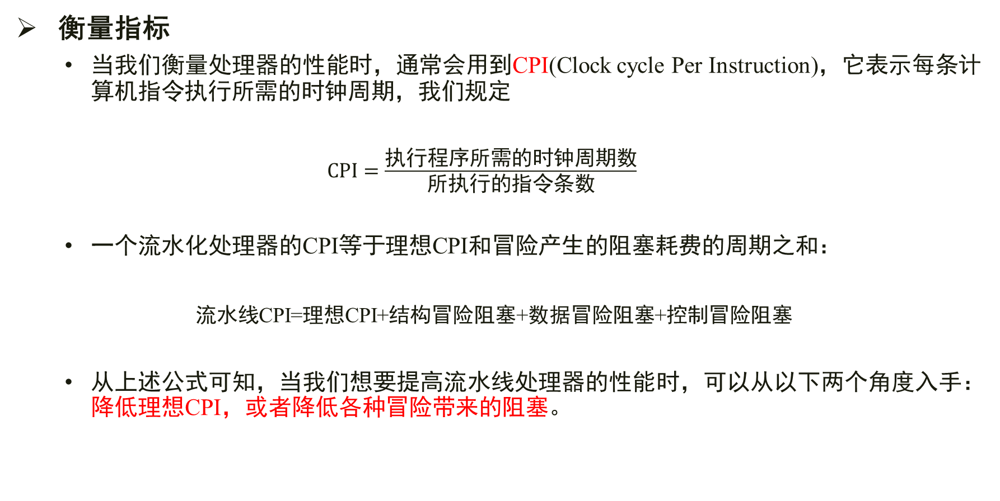 ➢ 衡量指标
• 当我们衡量处理器的性能时，通常会用到CPI(Clock cycle Per Instruction)，它表示每条计
算机指令执行所需的时钟周期，我们规定
CPI = 执行程序所需的时钟周期数
所执行的指令条数
• 一个流水化处理器的CPI等于理想CPI和冒险产生的阻塞耗费的周期之和：
流水线CPI=理想CPI+结构冒险阻塞+数据冒险阻塞+控制冒险阻塞
• 从上述公式可知，当我们想要提高流水线处理器的性能时，可以从以下两个角度入手：
降低理想CPI，或者降低各种冒险带来的阻塞。